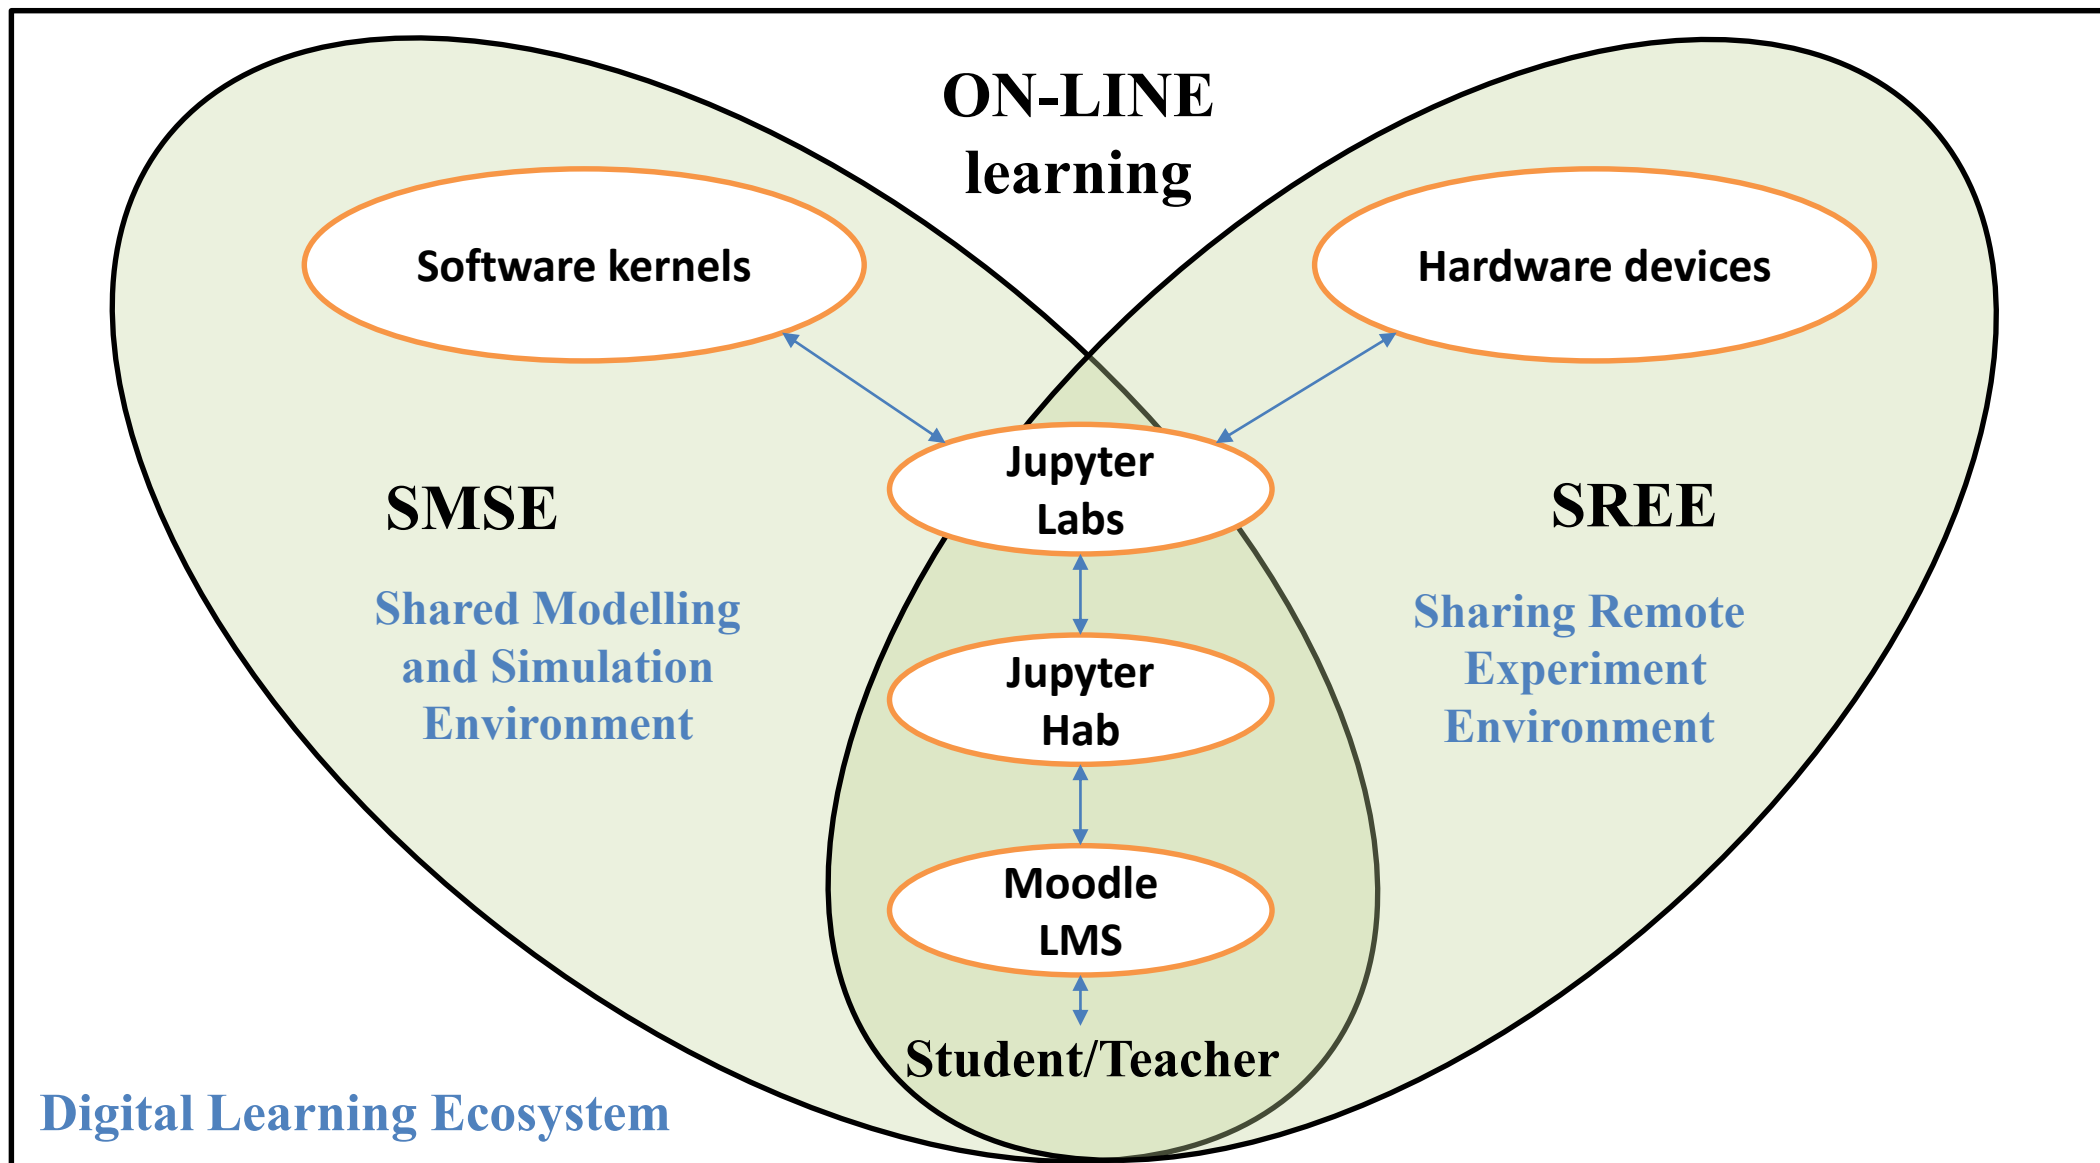 ON-LINE
learning
Software kernels
Hardware devices
Jupyter
Labs
SMSE
Shared Modelling
and Simulation
Environment
SREE
Sharing Remote
Experiment
Environment
Jupyter
Hab
Moodle
LMS
Student/Teacher
Digital Learning Ecosystem